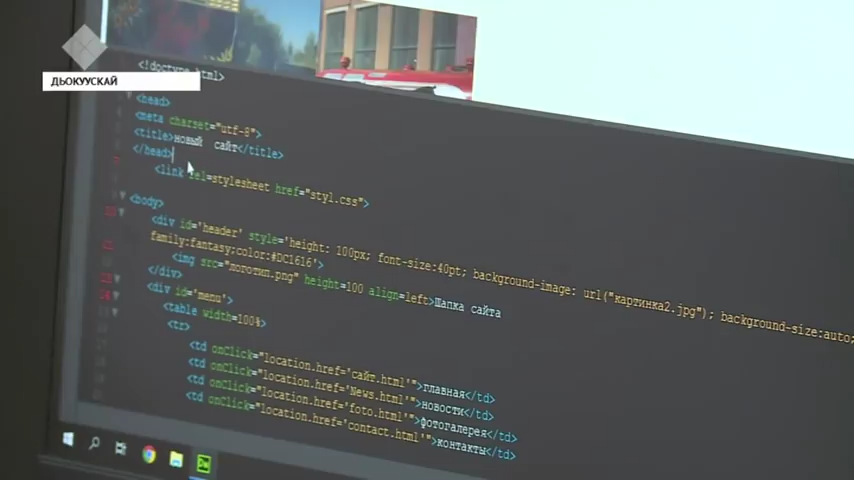 ДЬОКУУСКАЙ
<!doctype html>
<head>
<meta charset="utf-8">
<title>новый сайт</title>
</head>
<link rel=stylesheet href="styl.css">
<body>
<div id='header' style='height: 100px; font-size:40pt; background-image: url("картинка2.jpg"); background-size:auto;
family:fantasy;color:#DC1616'>
<img src="логотип.png" height=100 align=left>Шапка сайта
</div>
<div id='menu'>
<table width=100%>
<tr>
<td onClick="location.href='сайт.html'">главная</td>
<td onClick="location.href='News.html'">новости</td>
<td onClick="location.href='foto.html'">фотогалерея</td>
<td onClick="location.href='contact.html'">контакты</td>
Dw